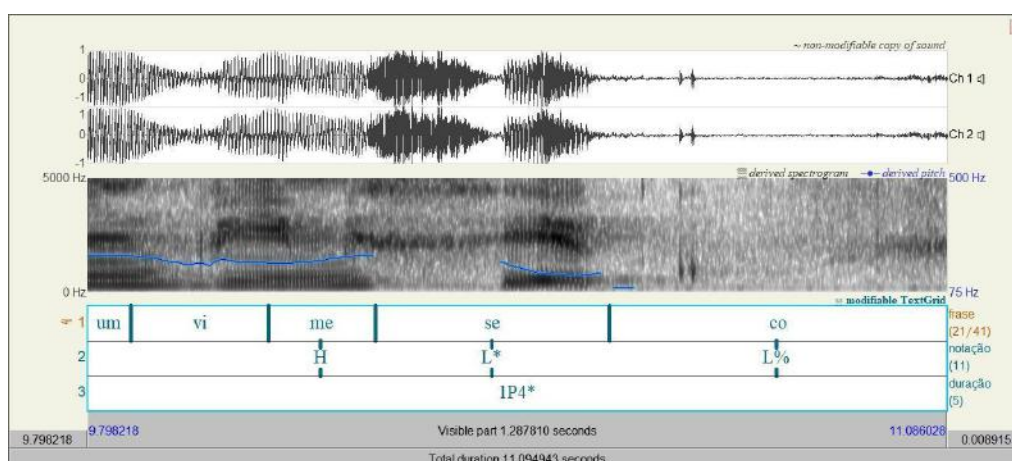 ~ non-modifiable copy of sound
1
0
-1
Ch 1
1
0
-1
Ch 2
derived spectrogram derived pitch
5000 Hz 500 Hz
0 Hz 75 Hz
modifiable TextGrid
1 um vi me se co frase (21/41)
2 H L* L% notação (11)
3 1P4* duração (5)
9.798218 9.798218 Visible part 1.287810 seconds 11.086028 0.008915
Total duration 11.094943 seconds